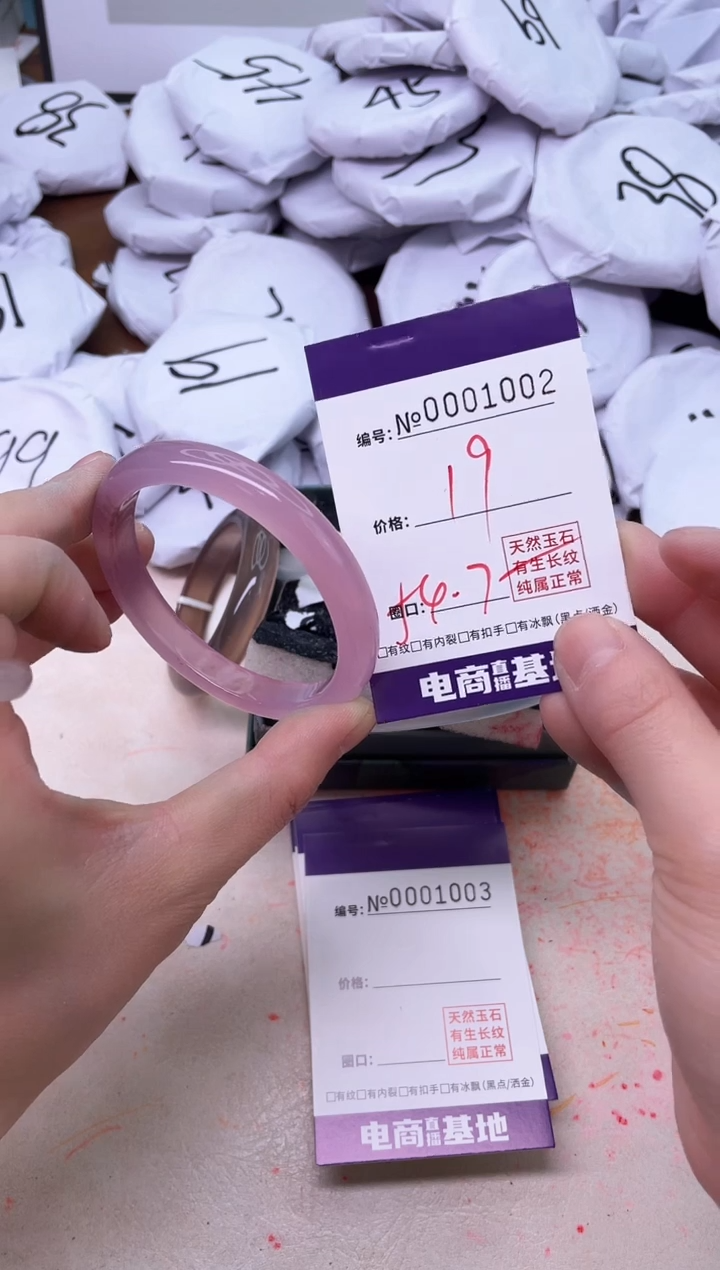 58
45
45
69
38
19
99
编号: №0001002
价格: 19
圈口: 54.7
天然玉石
有生长纹
纯属正常
□有纹□有内裂□有扣手□有冰飘(黑点/洒金)
电商直播基
编号: №0001003
价格:
圈口:
天然玉石
有生长纹
纯属正常
□有纹□有内裂□有扣手□有冰飘(黑点/洒金)
电商直播基地